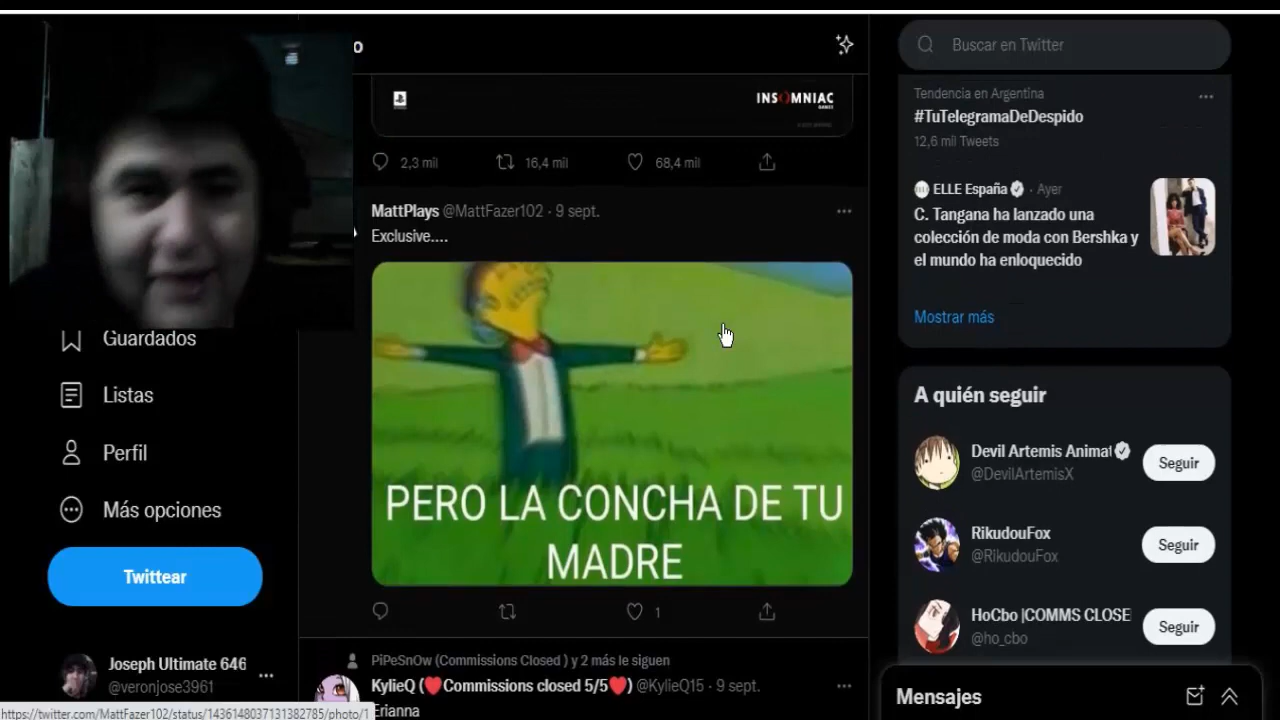 o
Buscar en Twitter
INSOMNIAC
GAMES
2,3 mil
16,4 mil
68,4 mil
Tendencia en Argentina
#TuTelegramaDeDespido
12,6 mil Tweets
ELLE España · Ayer
C. Tangana ha lanzado una
colección de moda con Bershka y
el mundo ha enloquecido
Mostrar más
MattPlays @MattFazer102 · 9 sept.
Exclusive....
PERO LA CONCHA DE TU
MADRE
1
Guardados
Listas
Perfil
Más opciones
Twittear
Joseph Ultimate 646
@veronjose3961
A quién seguir
Devil Artemis Animat
@DevilArtemisX
Seguir
RikudouFox
@RikudouFox
Seguir
HoCbo |COMMS CLOSE
@ho_cbo
Seguir
PiPeSnOw (Commissions Closed ) y 2 más le siguen
KylieQ (❤️Commissions closed 5/5❤️) @KylieQ15 · 9 sept.
Erianna
Mensajes
https://twitter.com/MattFazer102/status/1436148037131382785/photo/1